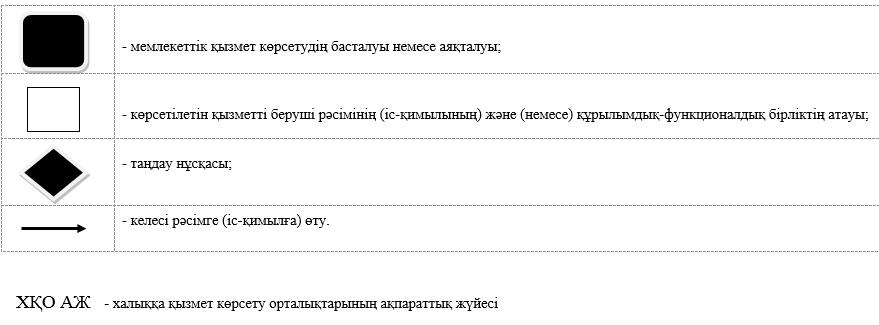 - мемлекеттік қызмет көрсетудің басталуы немесе аяқталуы;
- көрсетілетін қызметті беруші рәсімінің (іс-қимылының) және (немесе) құрылымдық-функционалдық бірліктің атауы;
- таңдау нұсқасы;
- келесі рәсімге (іс-қимылға) өту.
ХҚО АЖ - халыққа қызмет көрсету орталықтарының ақпараттық жүйесі